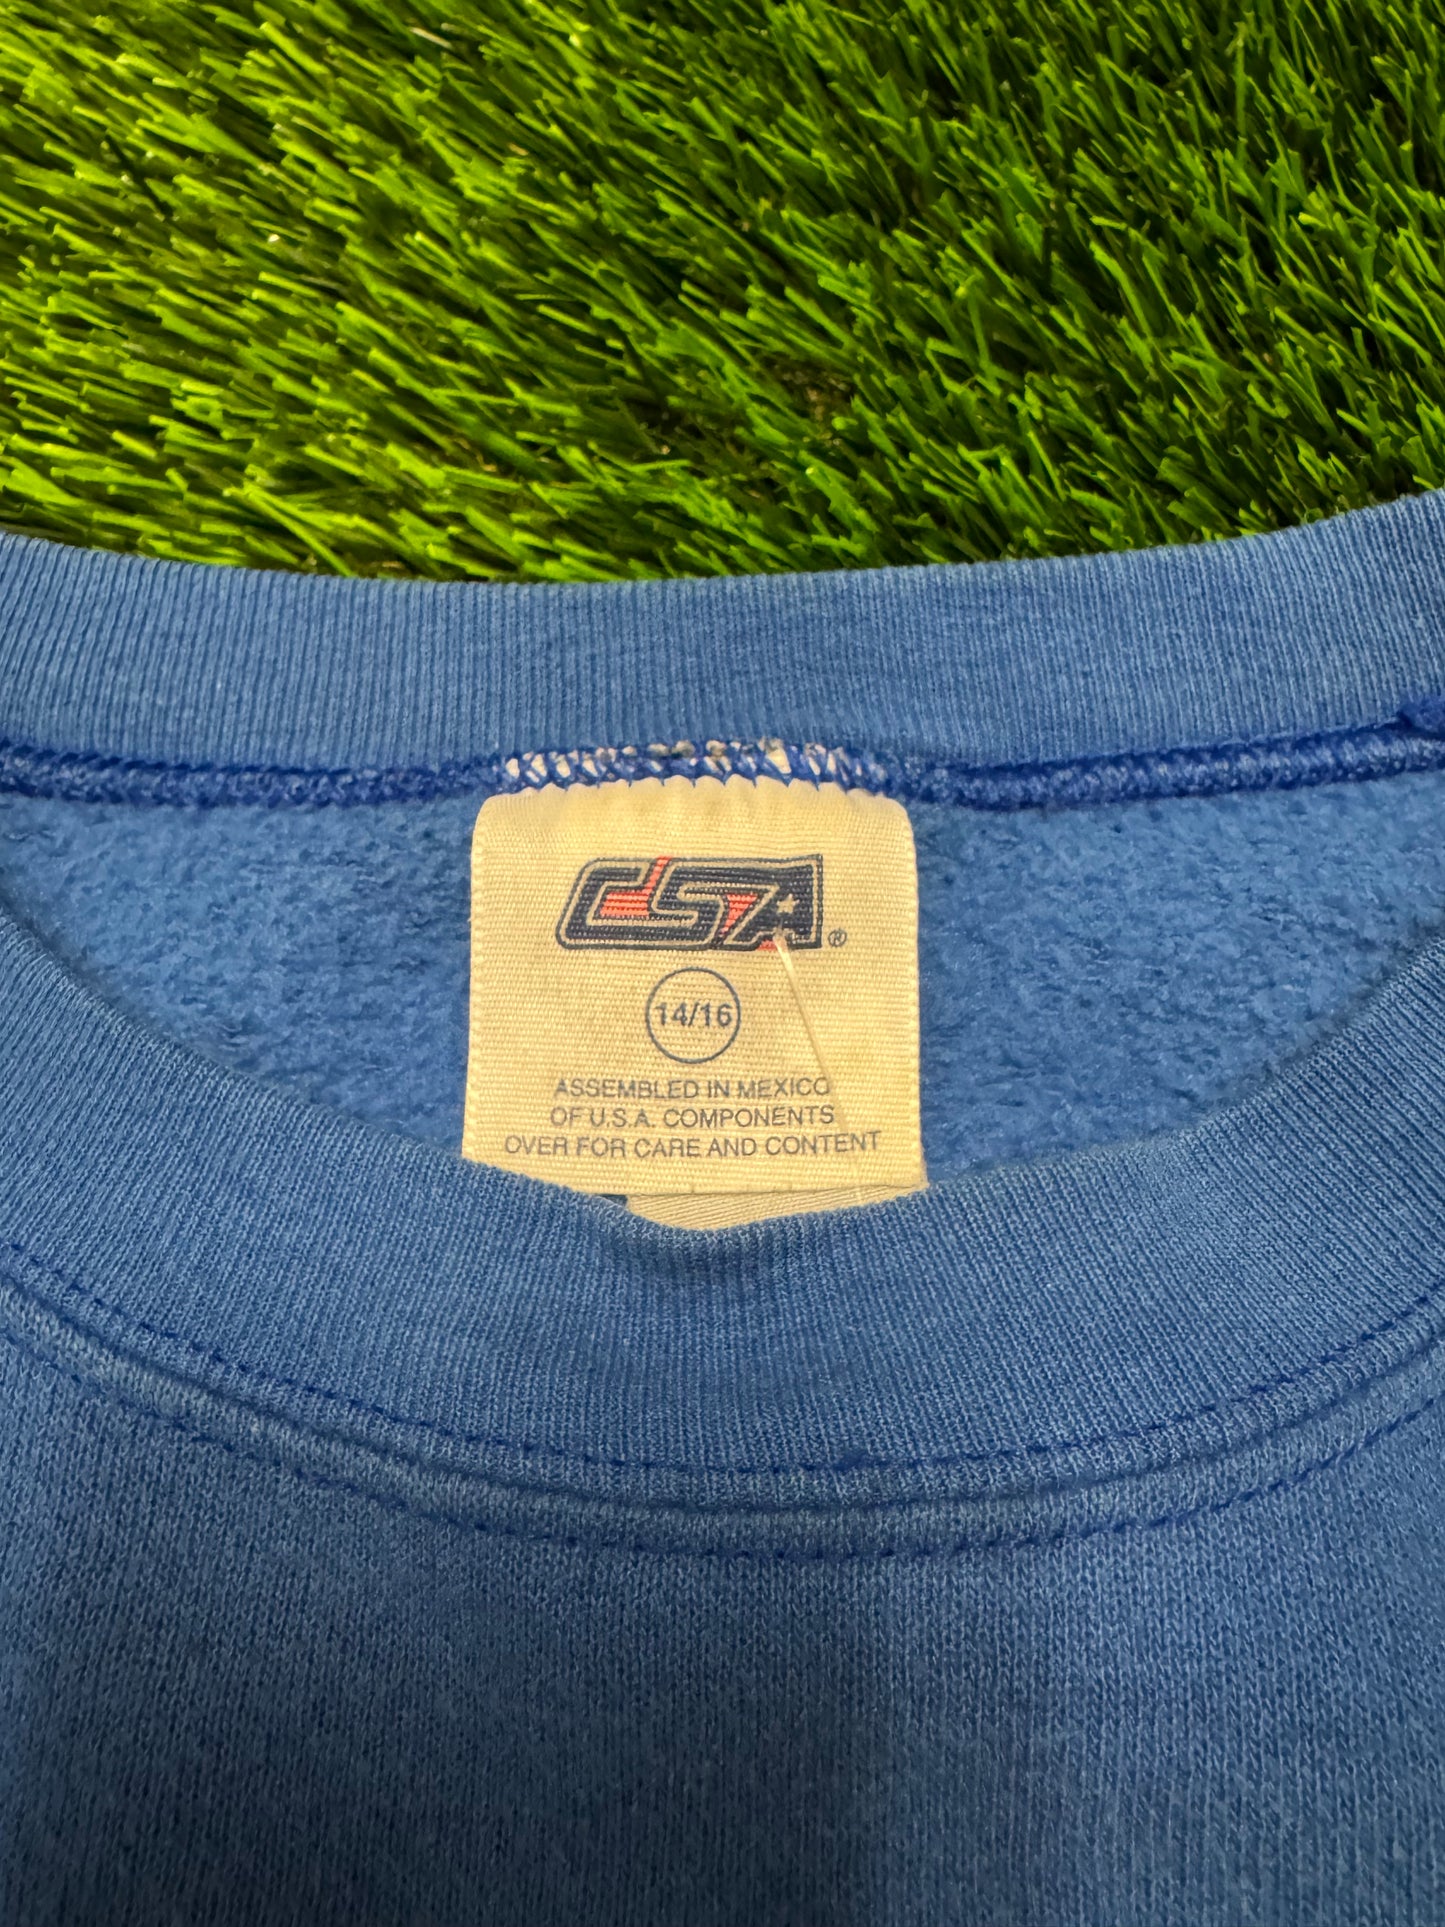 CSA ®
14/16
ASSEMBLED IN MEXICO
OF U.S.A. COMPONENTS
OVER FOR CARE AND CONTENT